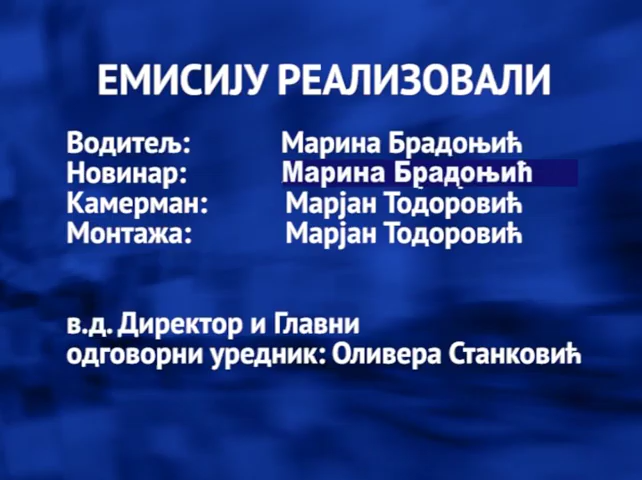 ЕМИСИЈУ РЕАЛИЗОВАЛИ
Водитељ: Марина Брадоњић
Новинар: Марина Брадоњић
Камерман: Марјан Тодоровић
Монтажа: Марјан Тодоровић
в.д. Директор и Главни
одговорни уредник: Оливера Станковић